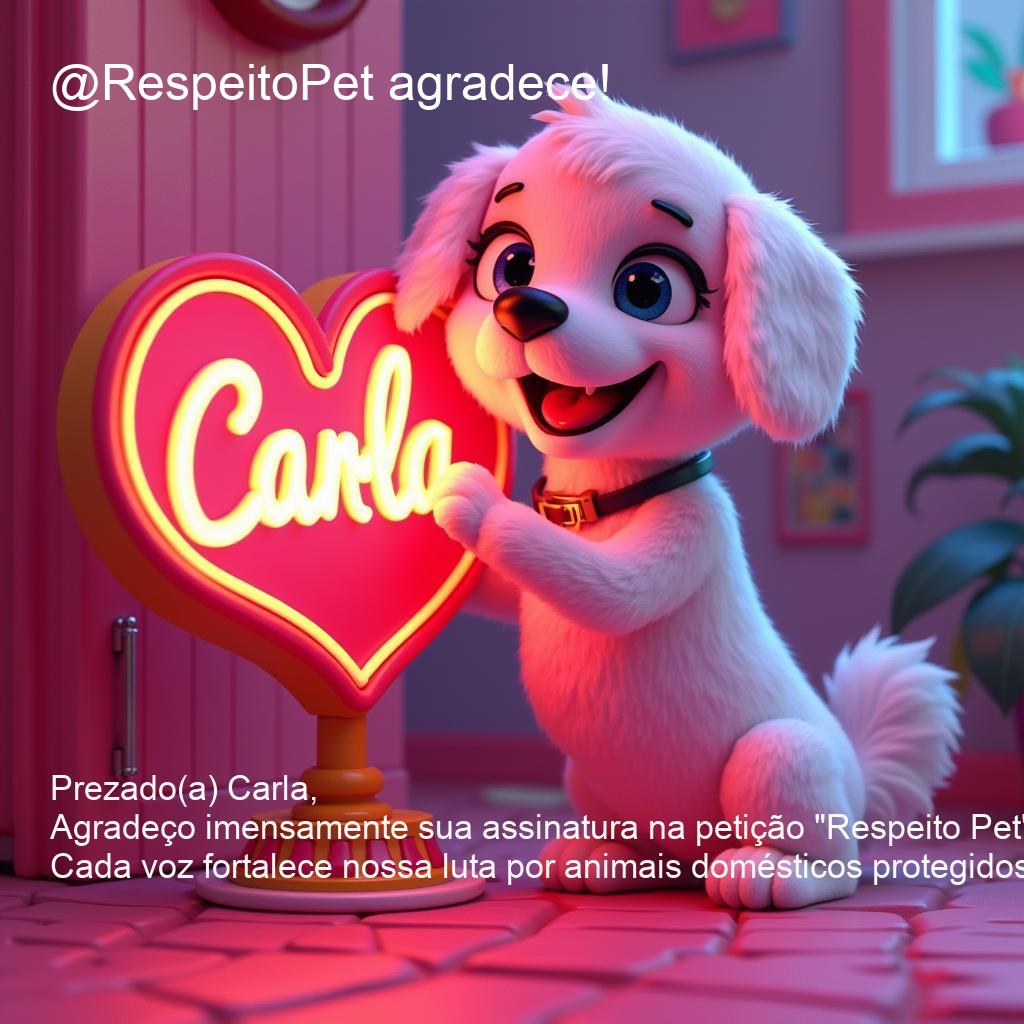 @RespeitoPet agradece!
Carla
Prezado(a) Carla,
Agradeço imensamente sua assinatura na petição "Respeito Pet"
Cada voz fortalece nossa luta por animais domésticos protegidos